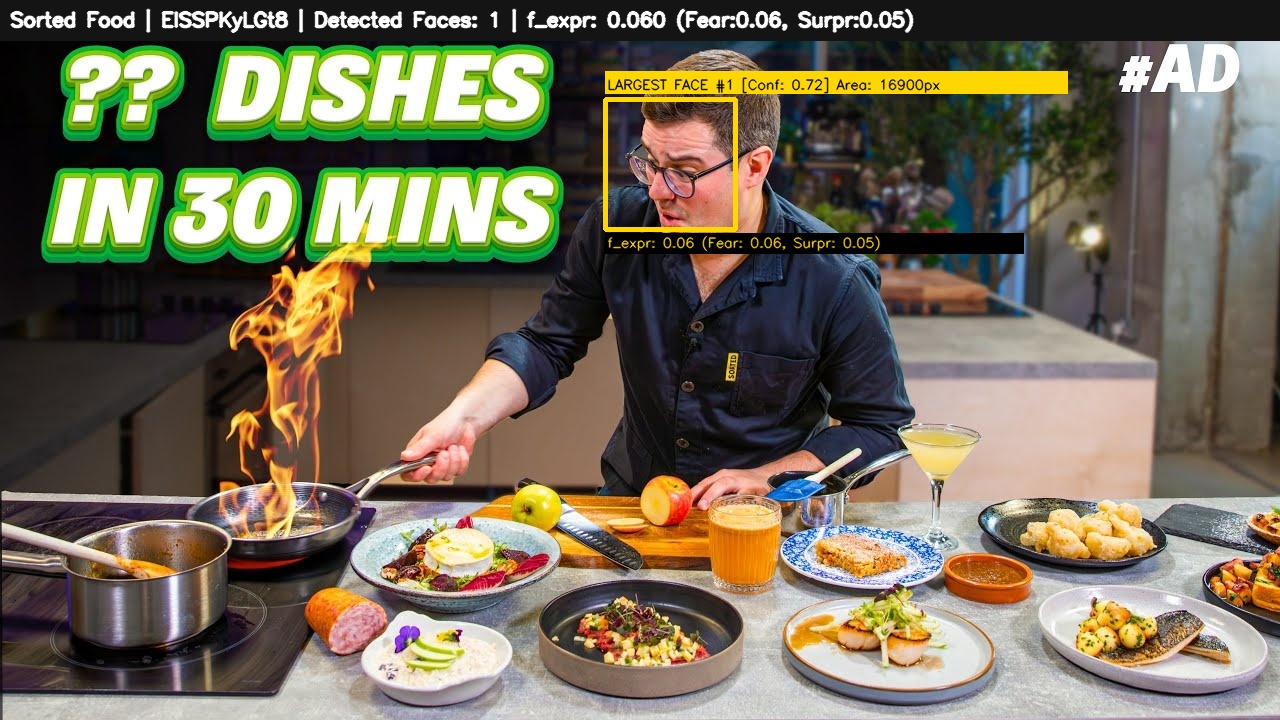 Sorted Food | EISSPKyLGt8 | Detected Faces: 1 | f_expr: 0.060 (Fear:0.06, Surpr:0.05)
?? DISHES
IN 30 MINS
#AD
LARGEST FACE #1 [Conf: 0.72] Area: 16900px
f_expr: 0.06 (Fear: 0.06, Surpr: 0.05)
SORTED